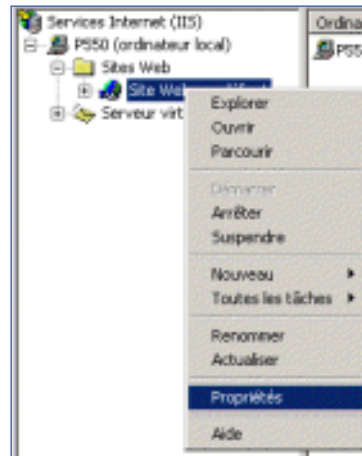 Services Internet (IIS)
Ordina
P550 (ordinateur local)
P55
Sites Web
Site Web
Serveur virt
Explorer
Ouvrir
Parcourir
Démarrer
Arrêter
Suspendre
Nouveau
Toutes les tâches
Renommer
Actualiser
Propriétés
Aide